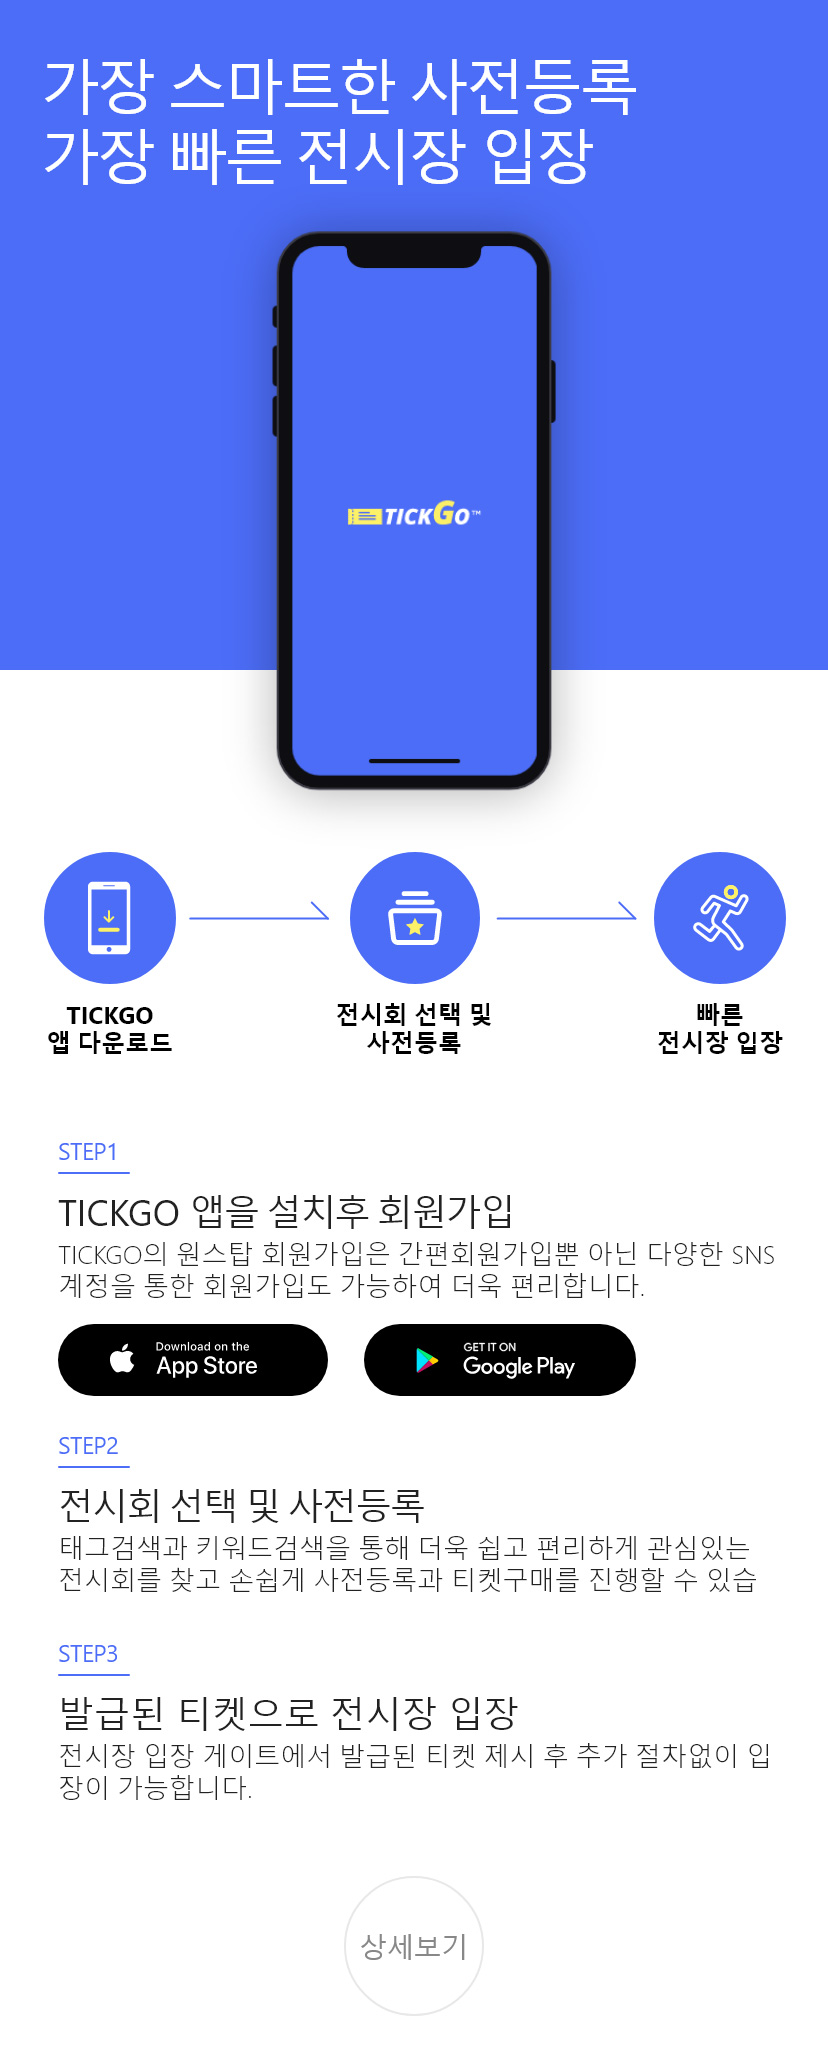 가장 스마트한 사전등록
가장 빠른 전시장 입장
TICKGO™
TICKGO
앱 다운로드
전시회 선택 및
사전등록
빠른
전시장 입장
STEP1
TICKGO 앱을 설치후 회원가입
TICKGO의 원스탑 회원가입은 간편회원가입뿐 아닌 다양한 SNS
계정을 통한 회원가입도 가능하여 더욱 편리합니다.
Download on the
App Store
GET IT ON
Google Play
STEP2
전시회 선택 및 사전등록
태그검색과 키워드검색을 통해 더욱 쉽고 편리하게 관심있는
전시회를 찾고 손쉽게 사전등록과 티켓구매를 진행할 수 있습
STEP3
발급된 티켓으로 전시장 입장
전시장 입장 게이트에서 발급된 티켓 제시 후 추가 절차없이 입
장이 가능합니다.
상세보기